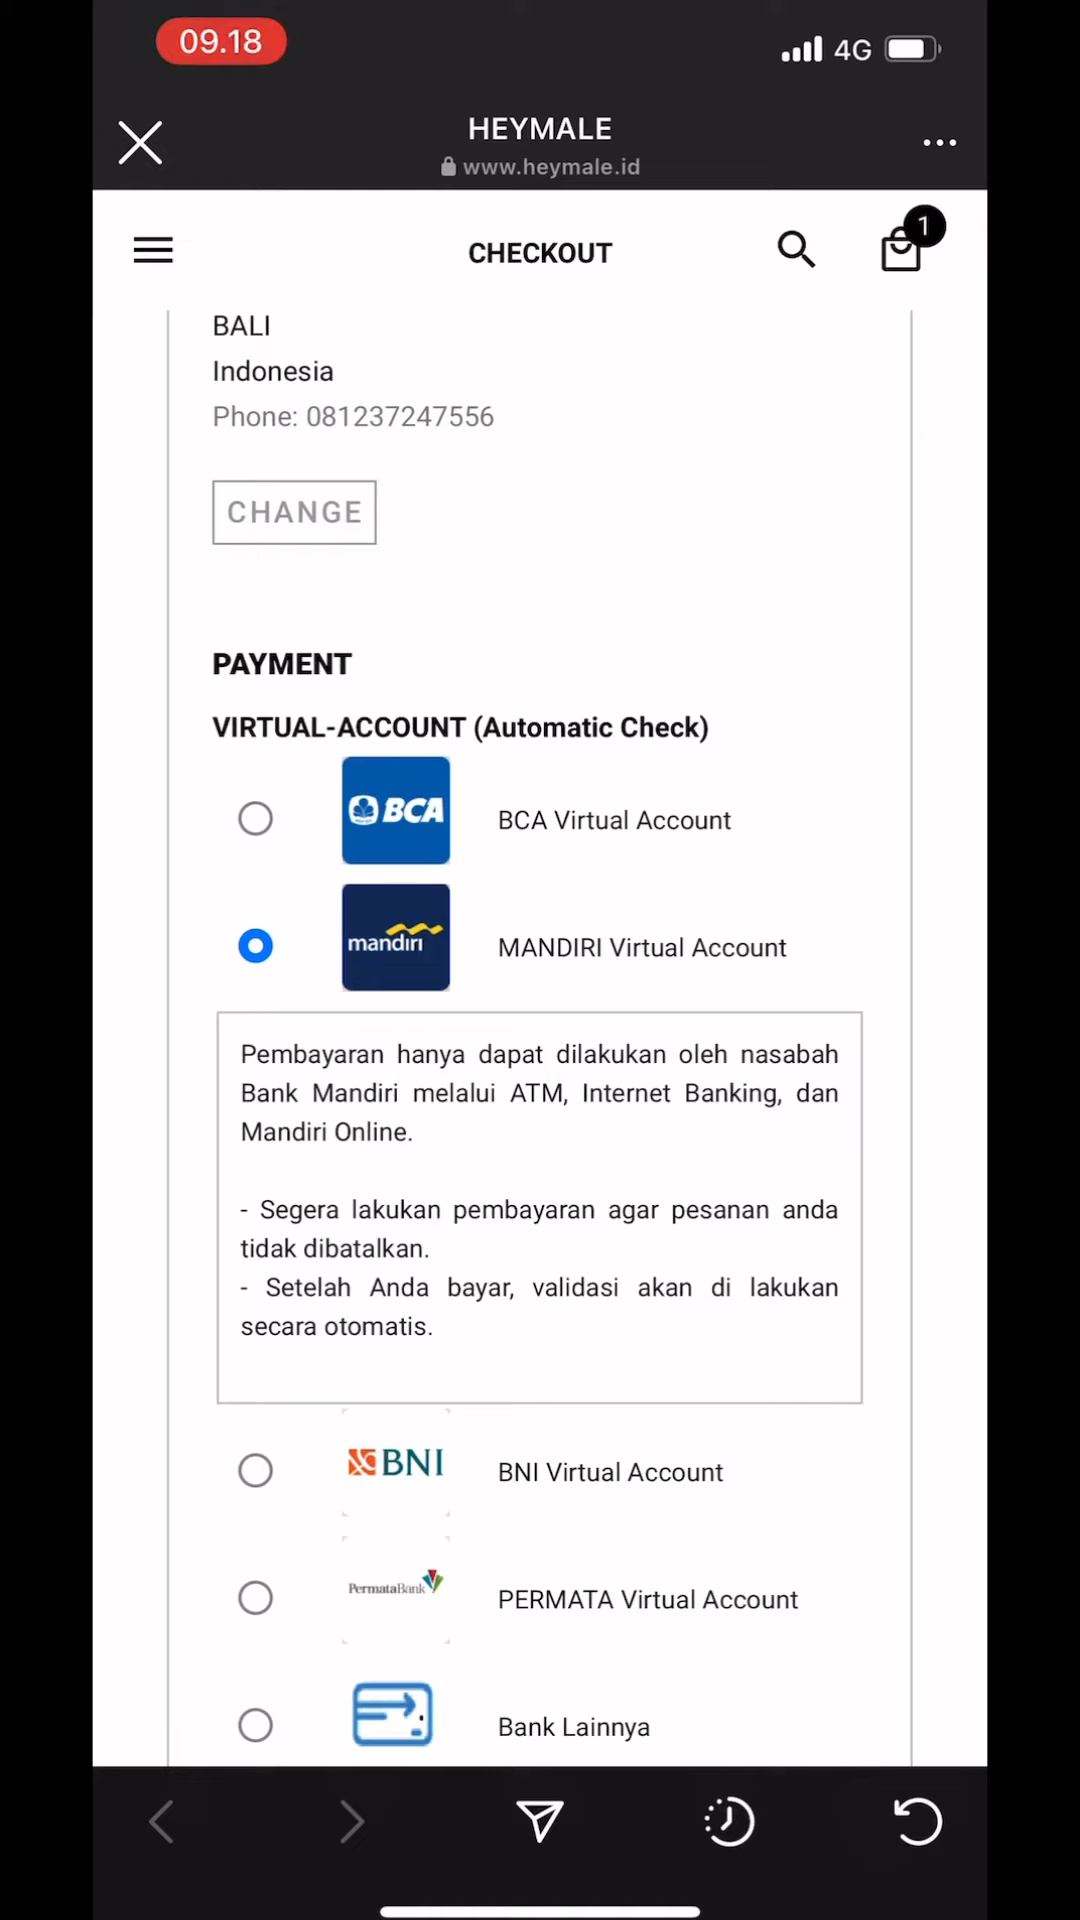 09.18
4G
HEYMALE
www.heymale.id
CHECKOUT
1
BALI
Indonesia
Phone: 081237247556
CHANGE
PAYMENT
VIRTUAL-ACCOUNT (Automatic Check)
BCA
BCA Virtual Account
mandiri
MANDIRI Virtual Account
Pembayaran hanya dapat dilakukan oleh nasabah
Bank Mandiri melalui ATM, Internet Banking, dan
Mandiri Online.
- Segera lakukan pembayaran agar pesanan anda
tidak dibatalkan.
- Setelah Anda bayar, validasi akan di lakukan
secara otomatis.
BNI
BNI Virtual Account
PermataBank
PERMATA Virtual Account
Bank Lainnya